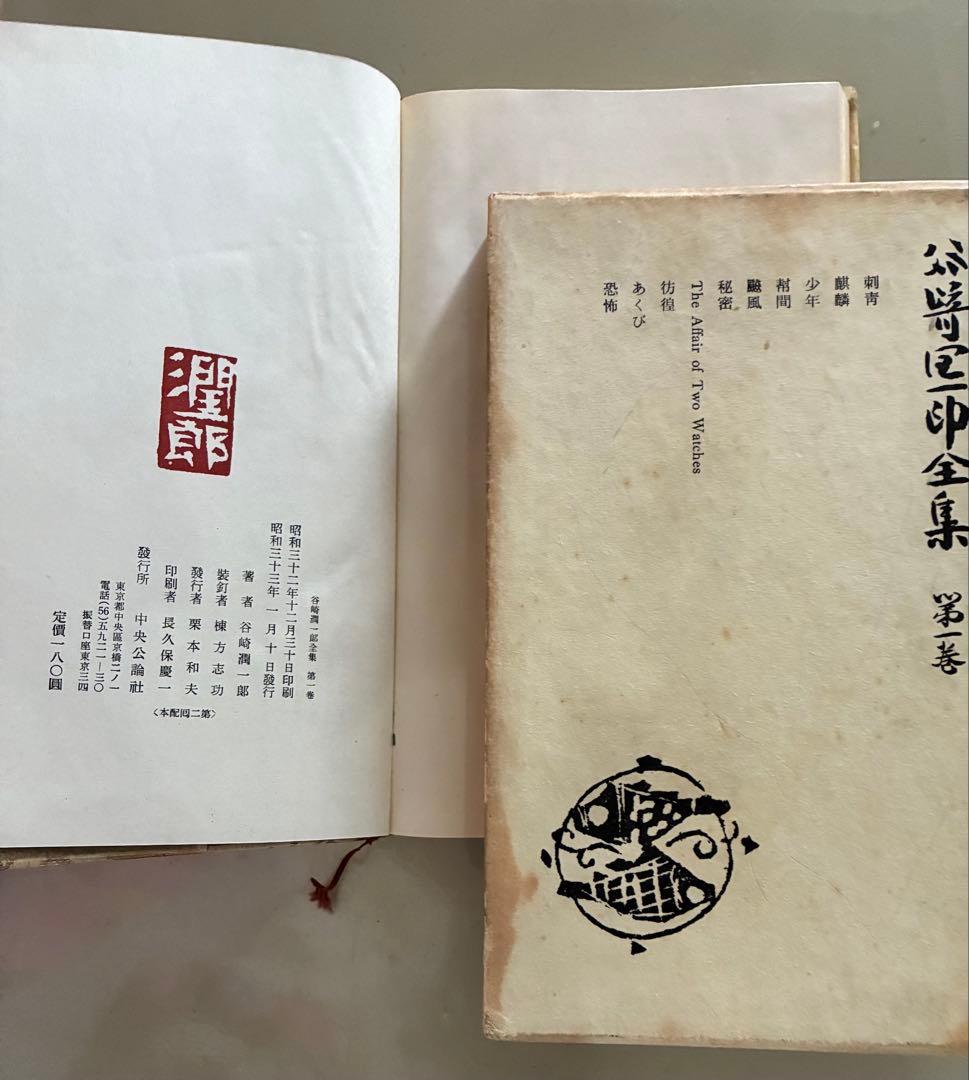 潤一郎
谷崎潤一郎全集 第一卷
昭和三十二年十二月三十日印刷
昭和三十三年 一月 十日發行
著者 谷崎潤一郎
裝釘者 棟方志功
發行者 栗本和夫
印刷者 長久保慶一
發行所 中央公論社
東京都中央區京橋二ノ一
電話(56)五九二一—三〇
振替口座東京三四
定價一八〇圓
〈第二囘配本〉
谷崎潤一郎全集 第一巻
刺青
麒麟
少年
幇間
飈風
秘密
The Affair of Two Watches
彷徨
あくび
恐怖